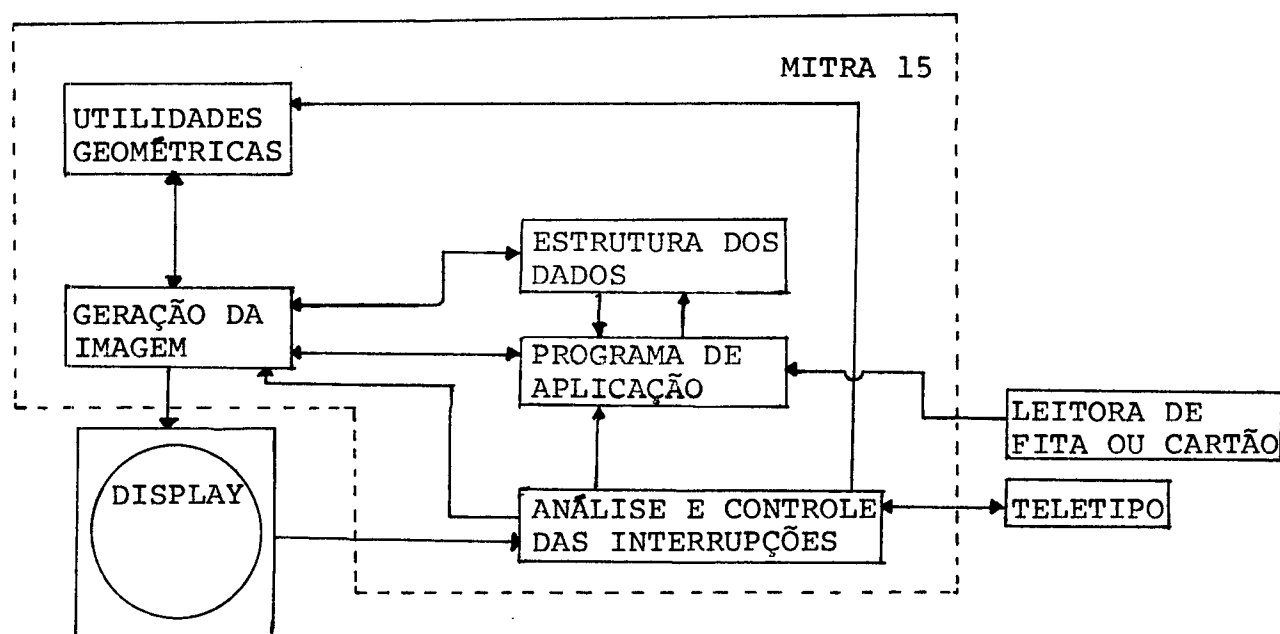 MITRA 15
UTILIDADES
GEOMÉTRICAS
ESTRUTURA DOS
DADOS
GERAÇÃO DA
IMAGEM
PROGRAMA DE
APLICAÇÃO
LEITORA DE
FITA OU CARTÃO
DISPLAY
ANÁLISE E CONTROLE
DAS INTERRUPÇÕES
TELETIPO